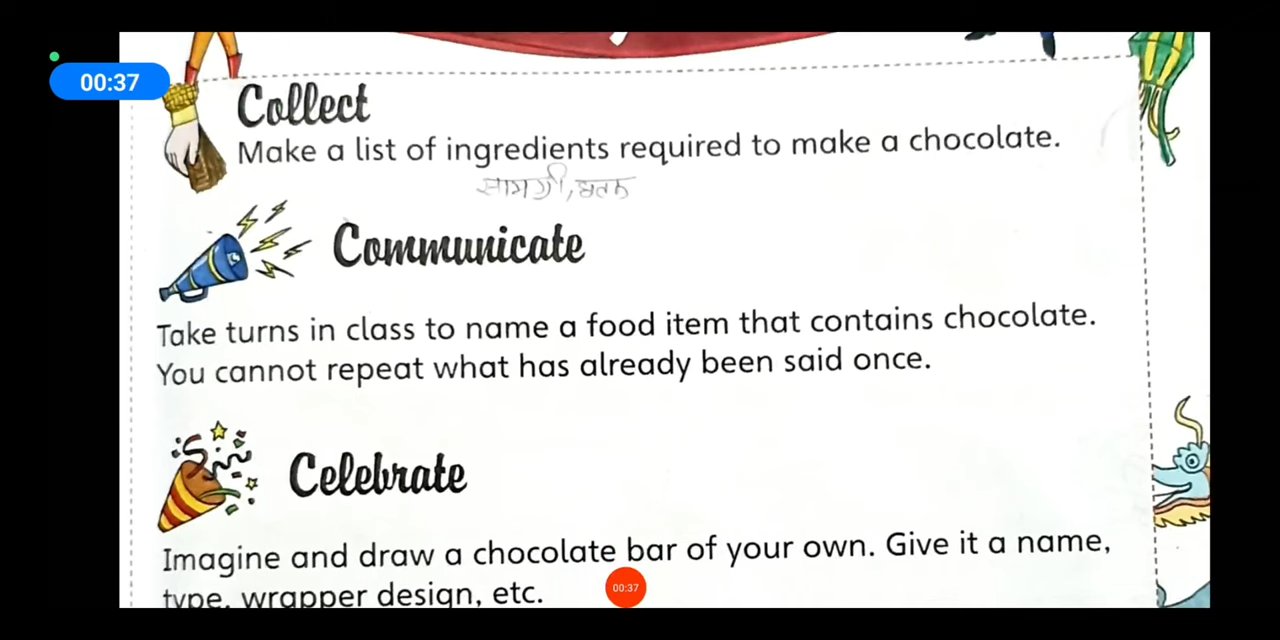 00:37
Collect
Make a list of ingredients required to make a chocolate.
सामग्री, घटक
Communicate
Take turns in class to name a food item that contains chocolate.
You cannot repeat what has already been said once.
Celebrate
Imagine and draw a chocolate bar of your own. Give it a name,
type, wrapper design, etc.
00:37